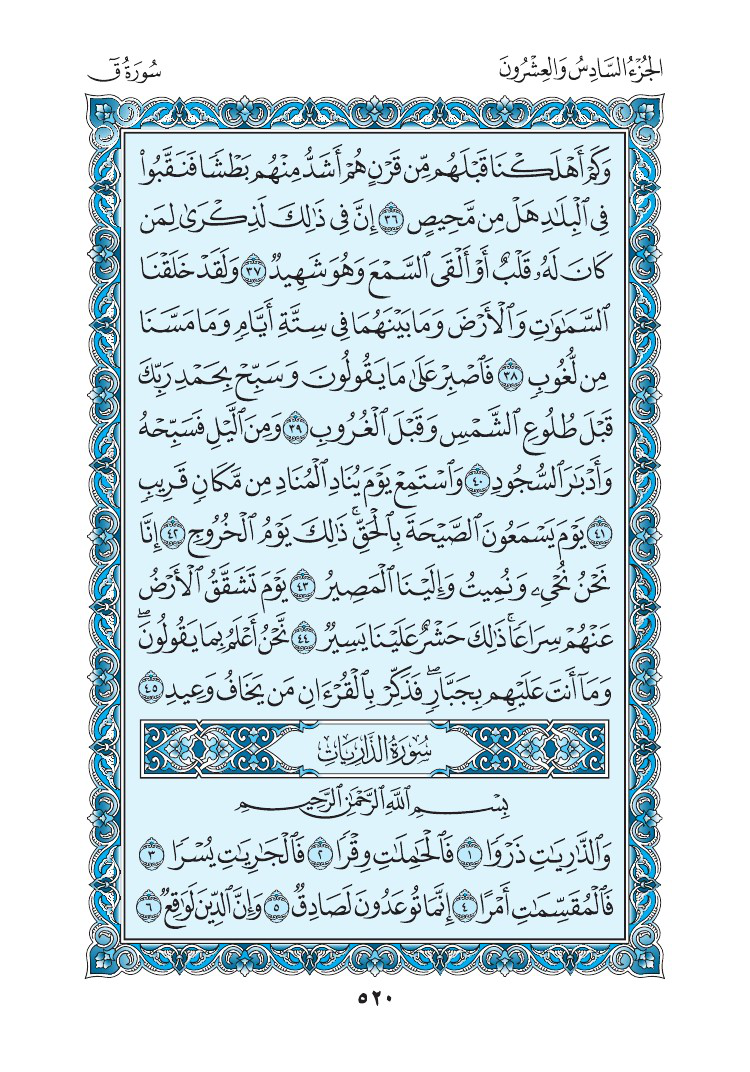 الجُزْءُ السَّادِسُ وَالعِشْرُونَ
سُورَةُ قٓ
وَكَمْ أَهْلَكْنَا قَبْلَهُم مِّن قَرْنٍ هُمْ أَشَدُّ مِنْهُم بَطْشًا فَنَقَّبُوا۟
فِى ٱلْبِلَٰدِ هَلْ مِن مَّحِيصٍ ٣٦ إِنَّ فِى ذَٰلِكَ لَذِكْرَىٰ لِمَن
كَانَ لَهُۥ قَلْبٌ أَوْ أَلْقَى ٱلسَّمْعَ وَهُوَ شَهِيدٌ ٣٧ وَلَقَدْ خَلَقْنَا
ٱلسَّمَٰوَٰتِ وَٱلْأَرْضَ وَمَا بَيْنَهُمَا فِى سِتَّةِ أَيَّامٍ وَمَا مَسَّنَا
مِن لُّغُوبٍ ٣٨ فَٱصْبِرْ عَلَىٰ مَا يَقُولُونَ وَسَبِّحْ بِحَمْدِ رَبِّكَ
قَبْلَ طُلُوعِ ٱلشَّمْسِ وَقَبْلَ ٱلْغُرُوبِ ٣٩ وَمِنَ ٱلَّيْلِ فَسَبِّحْهُ
وَأَدْبَٰرَ ٱلسُّجُودِ ٤٠ وَٱسْتَمِعْ يَوْمَ يُنَادِ ٱلْمُنَادِ مِن مَّكَانٍ قَرِيبٍ
٤١ يَوْمَ يَسْمَعُونَ ٱلصَّيْحَةَ بِٱلْحَقِّ ۚ ذَٰلِكَ يَوْمُ ٱلْخُرُوجِ ٤٢ إِنَّا
نَحْنُ نُحْىِۦ وَنُمِيتُ وَإِلَيْنَا ٱلْمَصِيرُ ٤٣ يَوْمَ تَشَقَّقُ ٱلْأَرْضُ
عَنْهُمْ سِرَاعًا ۚ ذَٰلِكَ حَشْرٌ عَلَيْنَا يَسِيرٌ ٤٤ نَّحْنُ أَعْلَمُ بِمَا يَقُولُونَ ۖ
وَمَآ أَنتَ عَلَيْهِم بِجَبَّارٍ ۖ فَذَكِّرْ بِٱلْقُرْءَانِ مَن يَخَافُ وَعِيدِ ٤٥
سُورَةُ الذَّارِيَاتِ
بِسْمِ ٱللَّهِ ٱلرَّحْمَٰنِ ٱلرَّحِيمِ
وَٱلذَّٰرِيَٰتِ ذَرْوًا ١ فَٱلْحَٰمِلَٰتِ وِقْرًا ٢ فَٱلْجَٰرِيَٰتِ يُسْرًا ٣
فَٱلْمُقَسِّمَٰتِ أَمْرًا ٤ إِنَّمَا تُوعَدُونَ لَصَادِقٌ ٥ وَإِنَّ ٱلدِّينَ لَوَٰقِعٌ ٦
٥٢٠